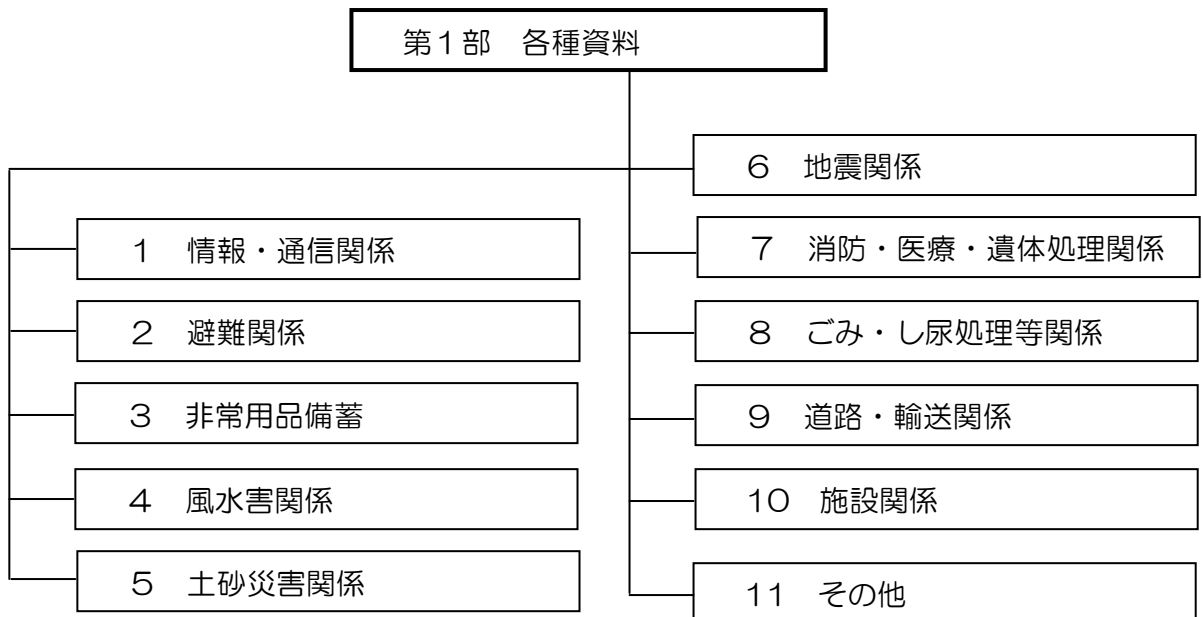 第１部　各種資料
１　情報・通信関係
２　避難関係
３　非常用品備蓄
４　風水害関係
５　土砂災害関係
６　地震関係
７　消防・医療・遺体処理関係
８　ごみ・し尿処理等関係
９　道路・輸送関係
１０　施設関係
１１　その他